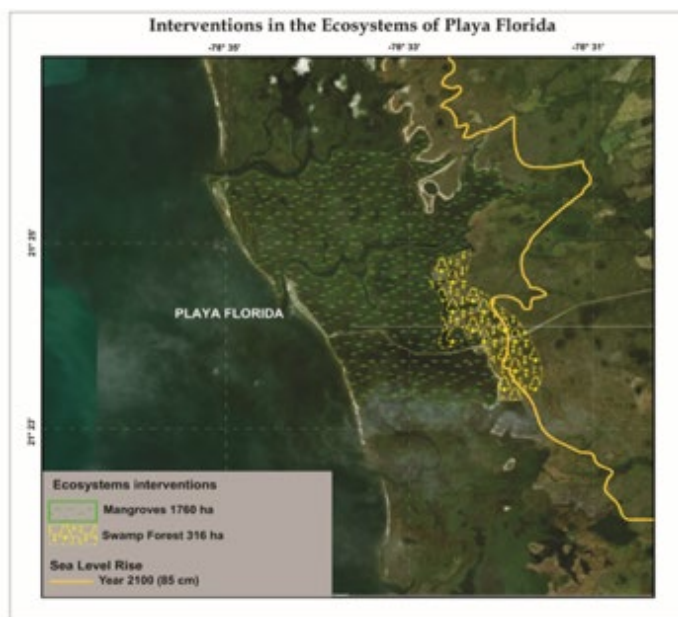 Interventions in the Ecosystems of Playa Florida
-78° 35' -78° 33' -78° 31'
21° 25'
PLAYA FLORIDA
21° 23'
Ecosystems interventions
Mangroves 1760 ha
Swamp Forest 316 ha
Sea Level Rise
Year 2100 (85 cm)